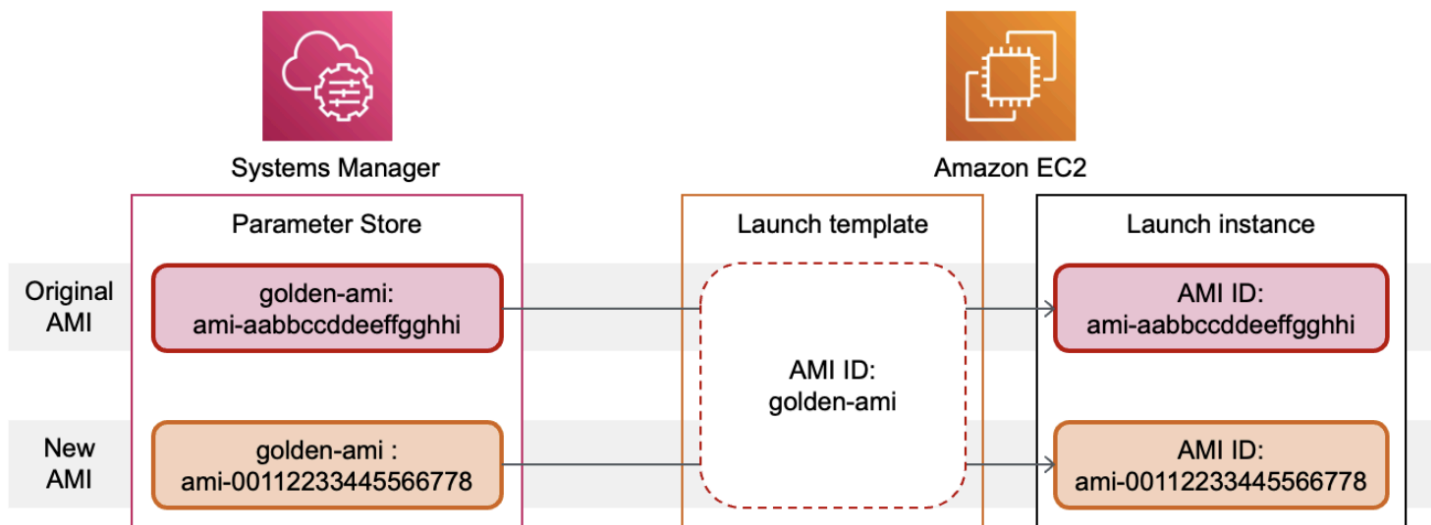 Systems Manager
Amazon EC2
Parameter Store
Launch template
Launch instance
Original
AMI
golden-ami:
ami-aabbccddeeffgghhi
AMI ID:
golden-ami
AMI ID:
ami-aabbccddeeffgghhi
New
AMI
golden-ami :
ami-00112233445566778
AMI ID:
ami-00112233445566778